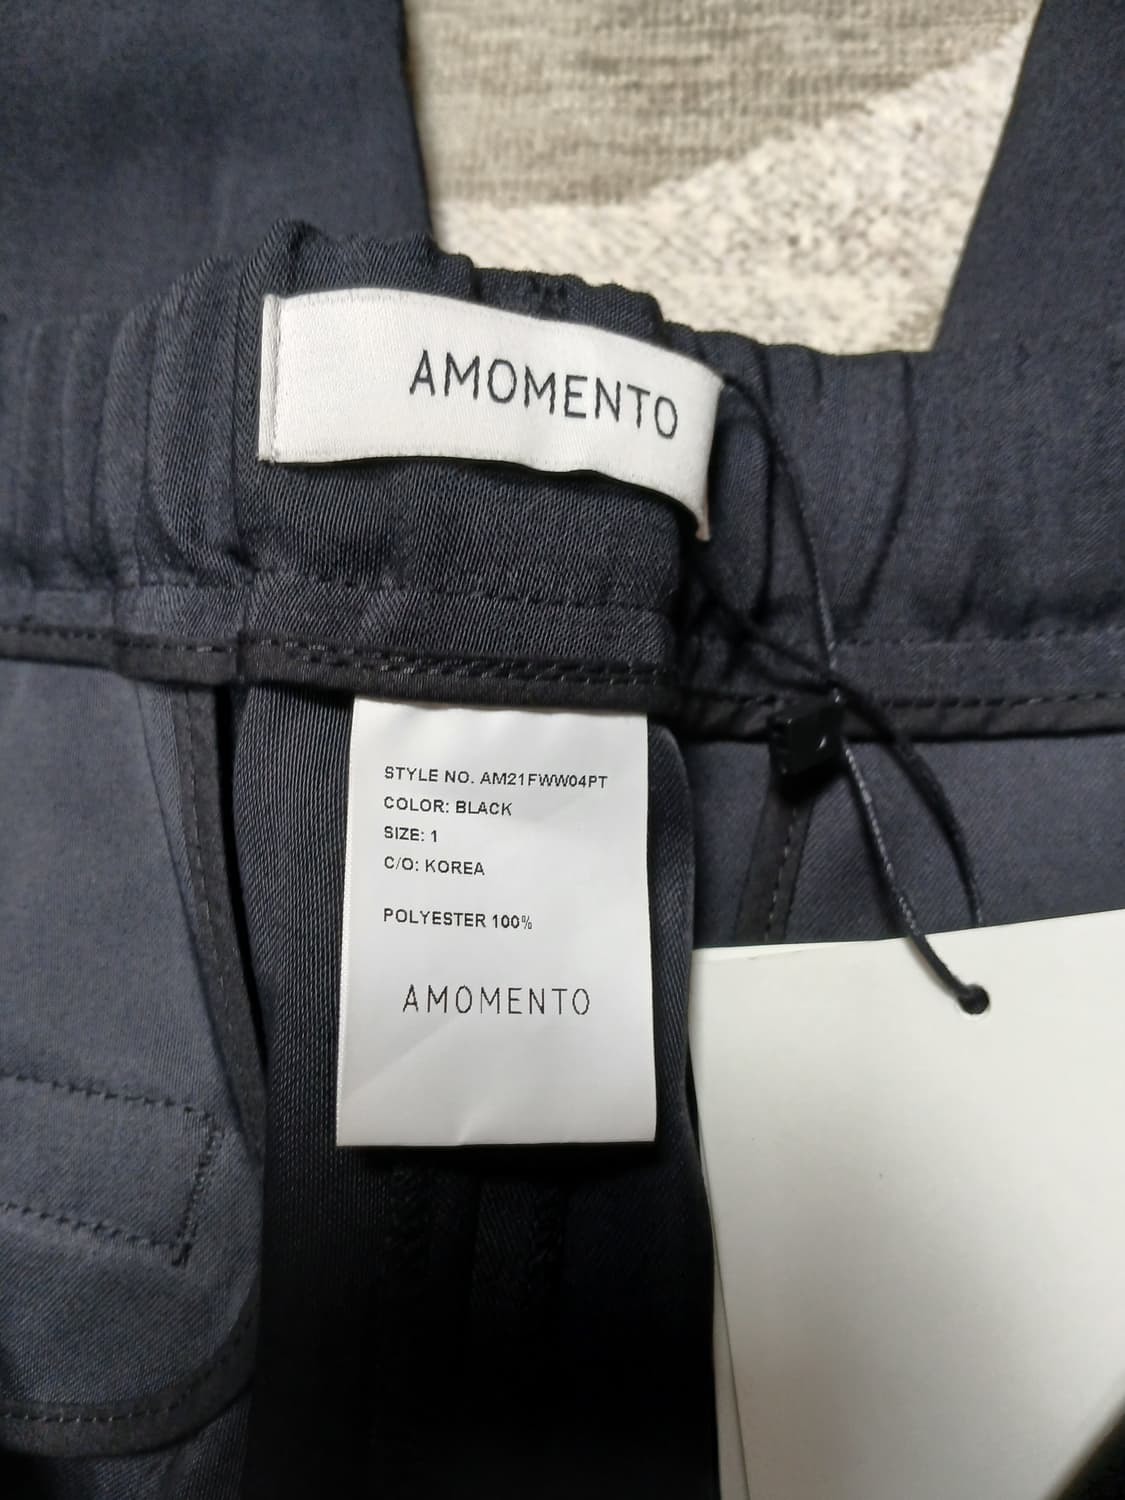 AMOMENTO
STYLE NO. AM21FWW04PT
COLOR: BLACK
SIZE: 1
C/O: KOREA
POLYESTER 100%
AMOMENTO